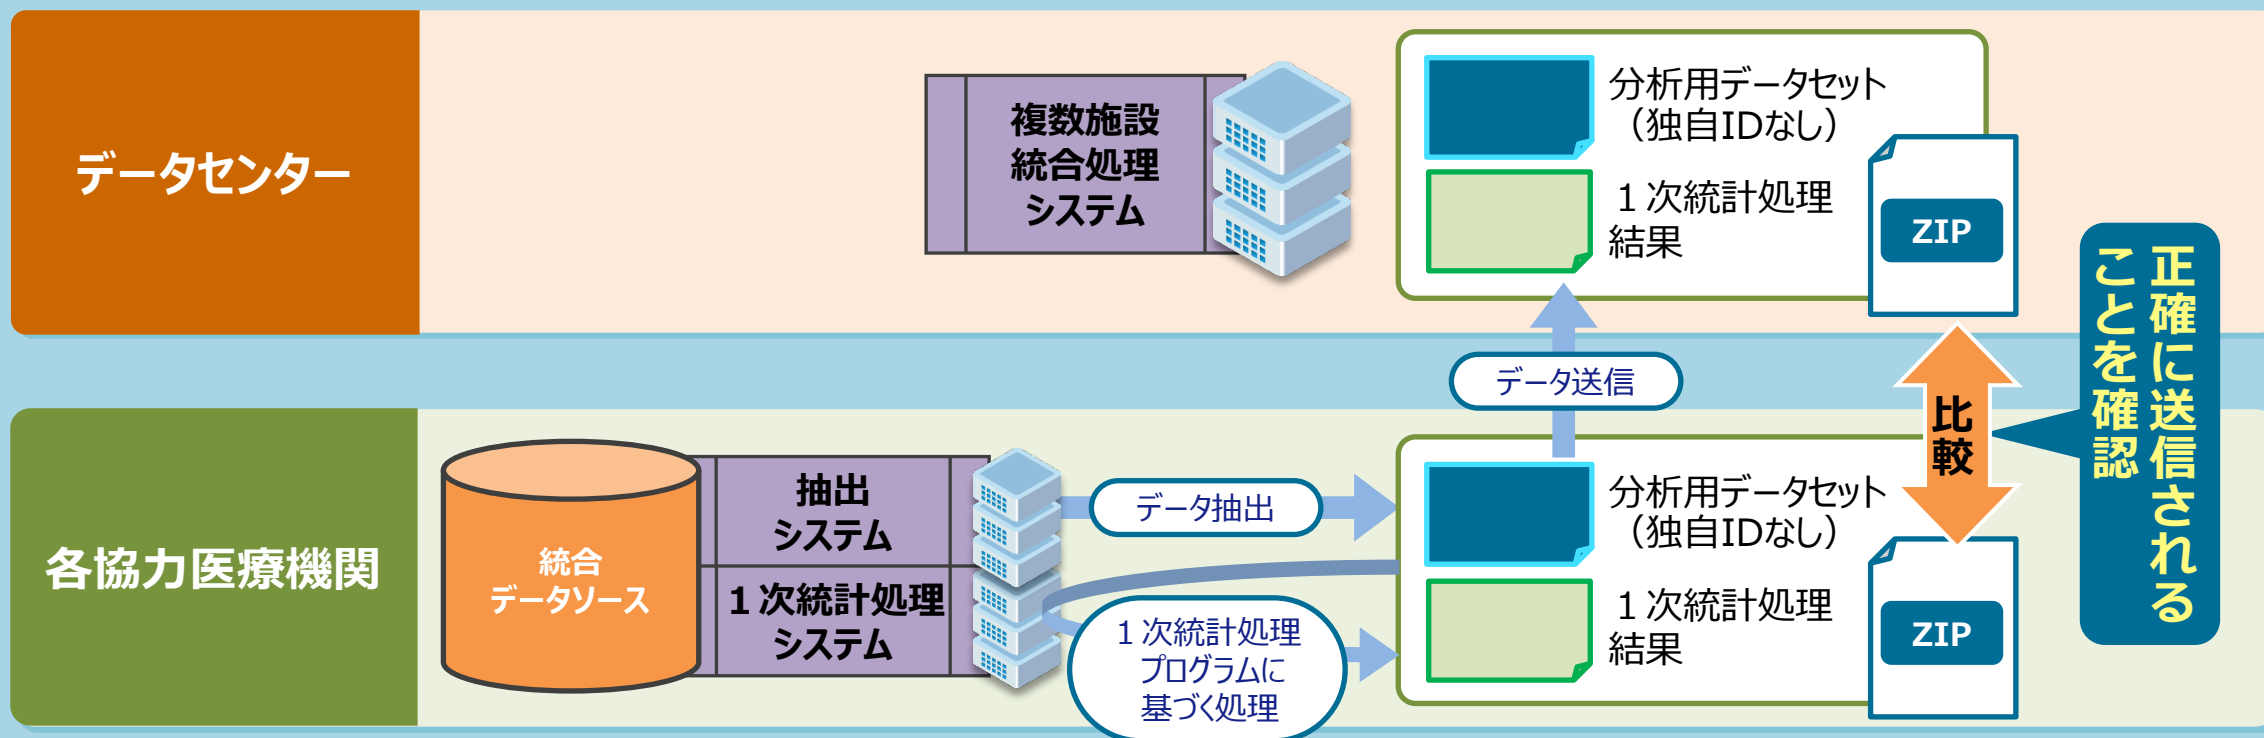 データセンター
複数施設
統合処理
システム
分析用データセット
（独自IDなし）
１次統計処理
結果
ZIP
データ送信
比較
正確に送信される
ことを確認
各協力医療機関
統合
データソース
抽出
システム
１次統計処理
システム
データ抽出
１次統計処理
プログラムに
基づく処理
分析用データセット
（独自IDなし）
１次統計処理
結果
ZIP